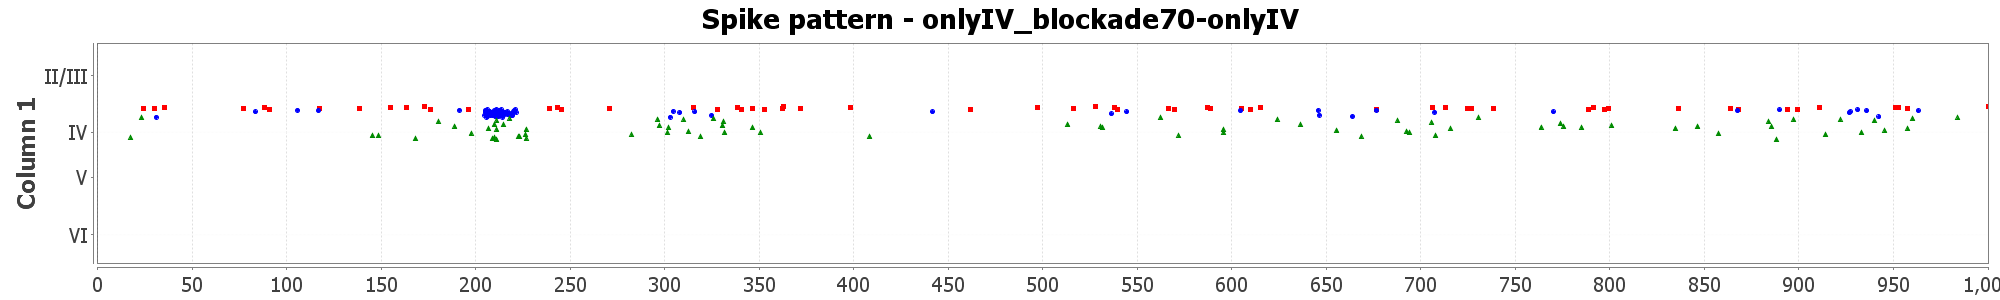 Spike pattern - onlyIV_blockade70-onlyIV
Column 1
II/III
IV
V
VI
0 50 100 150 200 250 300 350 400 450 500 550 600 650 700 750 800 850 900 950 1,00